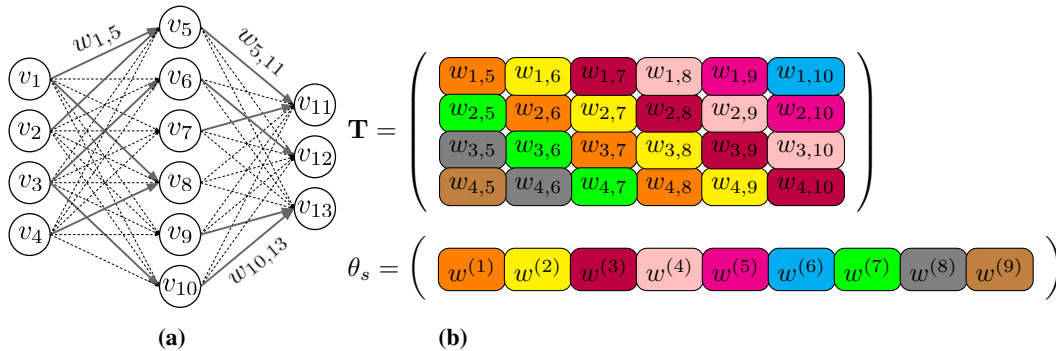 v₁
v₂
v₃
v₄
v₅
v₆
v₇
v₈
v₉
v₁₀
v₁₁
v₁₂
v₁₃
w₁,₅
w₅,₁₁
w₁₀,₁₃
(a)
T = ( w₁,₅ w₁,₆ w₁,₇ w₁,₈ w₁,₉ w₁,₁₀
w₂,₅ w₂,₆ w₂,₇ w₂,₈ w₂,₉ w₂,₁₀
w₃,₅ w₃,₆ w₃,₇ w₃,₈ w₃,₉ w₃,₁₀
w₄,₅ w₄,₆ w₄,₇ w₄,₈ w₄,₉ w₄,₁₀ )
θₛ = ( w⁽¹⁾ w⁽²⁾ w⁽³⁾ w⁽⁴⁾ w⁽⁵⁾ w⁽⁶⁾ w⁽⁷⁾ w⁽⁸⁾ w⁽⁹⁾ )
(b)